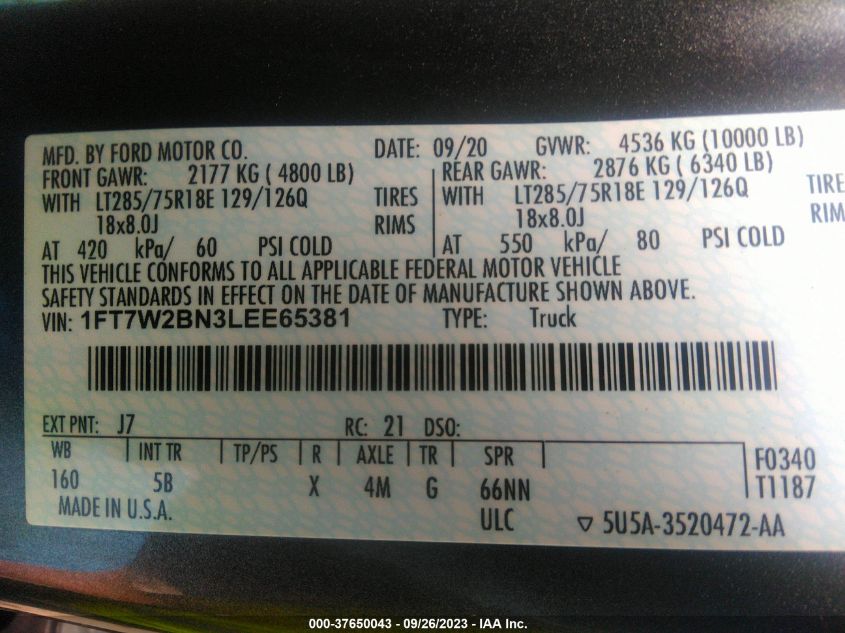 MFD. BY FORD MOTOR CO. DATE: 09/20 GVWR: 4536 KG (10000 LB)
FRONT GAWR: 2177 KG ( 4800 LB) REAR GAWR: 2876 KG ( 6340 LB)
WITH LT285/75R18E 129/126Q TIRES WITH LT285/75R18E 129/126Q TIRE
18x8.0J RIMS 18x8.0J RIM
AT 420 kPa/ 60 PSI COLD AT 550 kPa/ 80 PSI COLD
THIS VEHICLE CONFORMS TO ALL APPLICABLE FEDERAL MOTOR VEHICLE
SAFETY STANDARDS IN EFFECT ON THE DATE OF MANUFACTURE SHOWN ABOVE.
VIN: 1FT7W2BN3LEE65381 TYPE: Truck
EXT PNT: J7 RC: 21 DSO:
WB INT TR TP/PS R AXLE TR SPR F0340
160 5B X 4M G 66NN T1187
MADE IN U.S.A. ULC ▽ 5U5A-3520472-AA
000-37650043 - 09/26/2023 - IAA Inc.